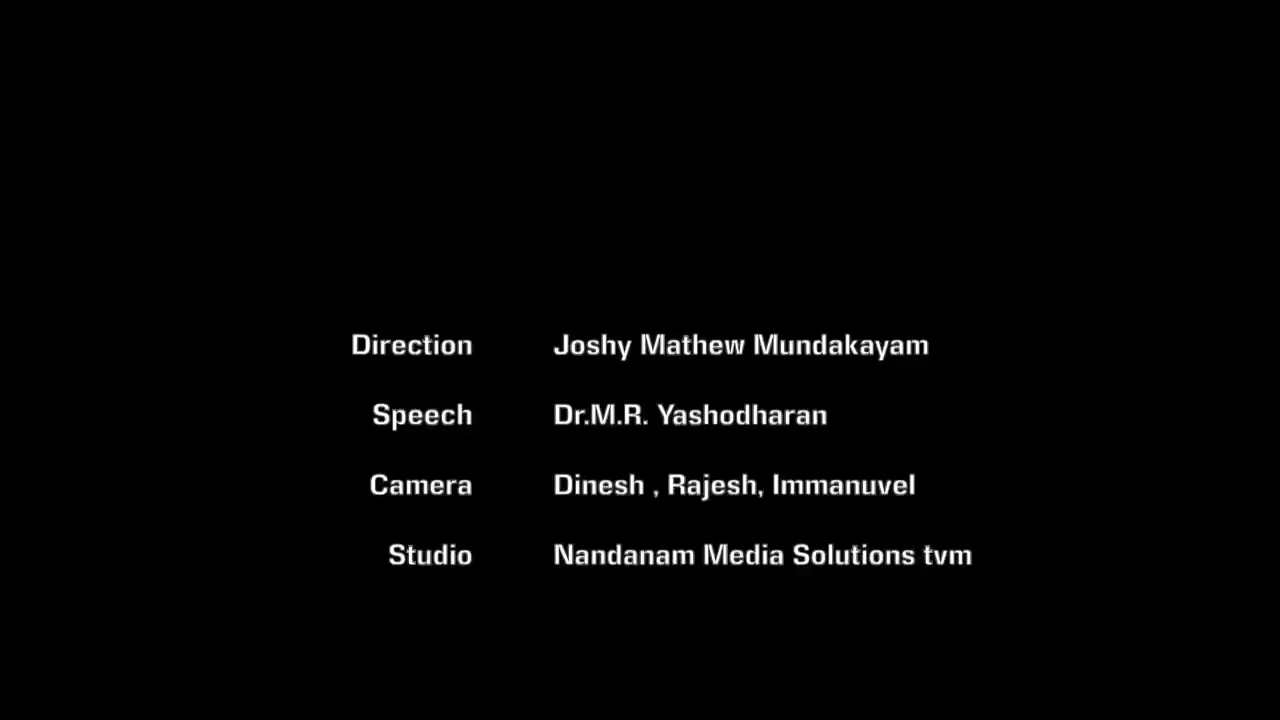 Direction Joshy Mathew Mundakayam
Speech Dr.M.R. Yashodharan
Camera Dinesh , Rajesh, Immanuvel
Studio Nandanam Media Solutions tvm